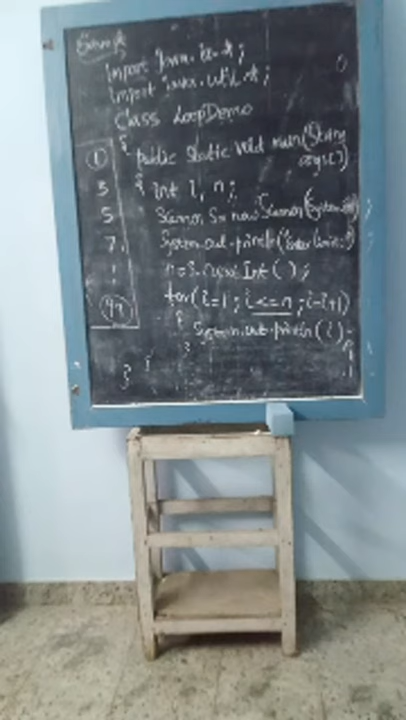 Example
import java.io.*;
import java.util.*;
Class LoopDemo
{
public static void main(String
args[])
{ int i, n;
Scanner S= new Scanner(System.in);
System.out.println("Enter limit:");
n=S.nextInt();
for(i=1; i<=n; i=i+1)
{
System.out.println(i);
}
}
}
1
3
5
7
99